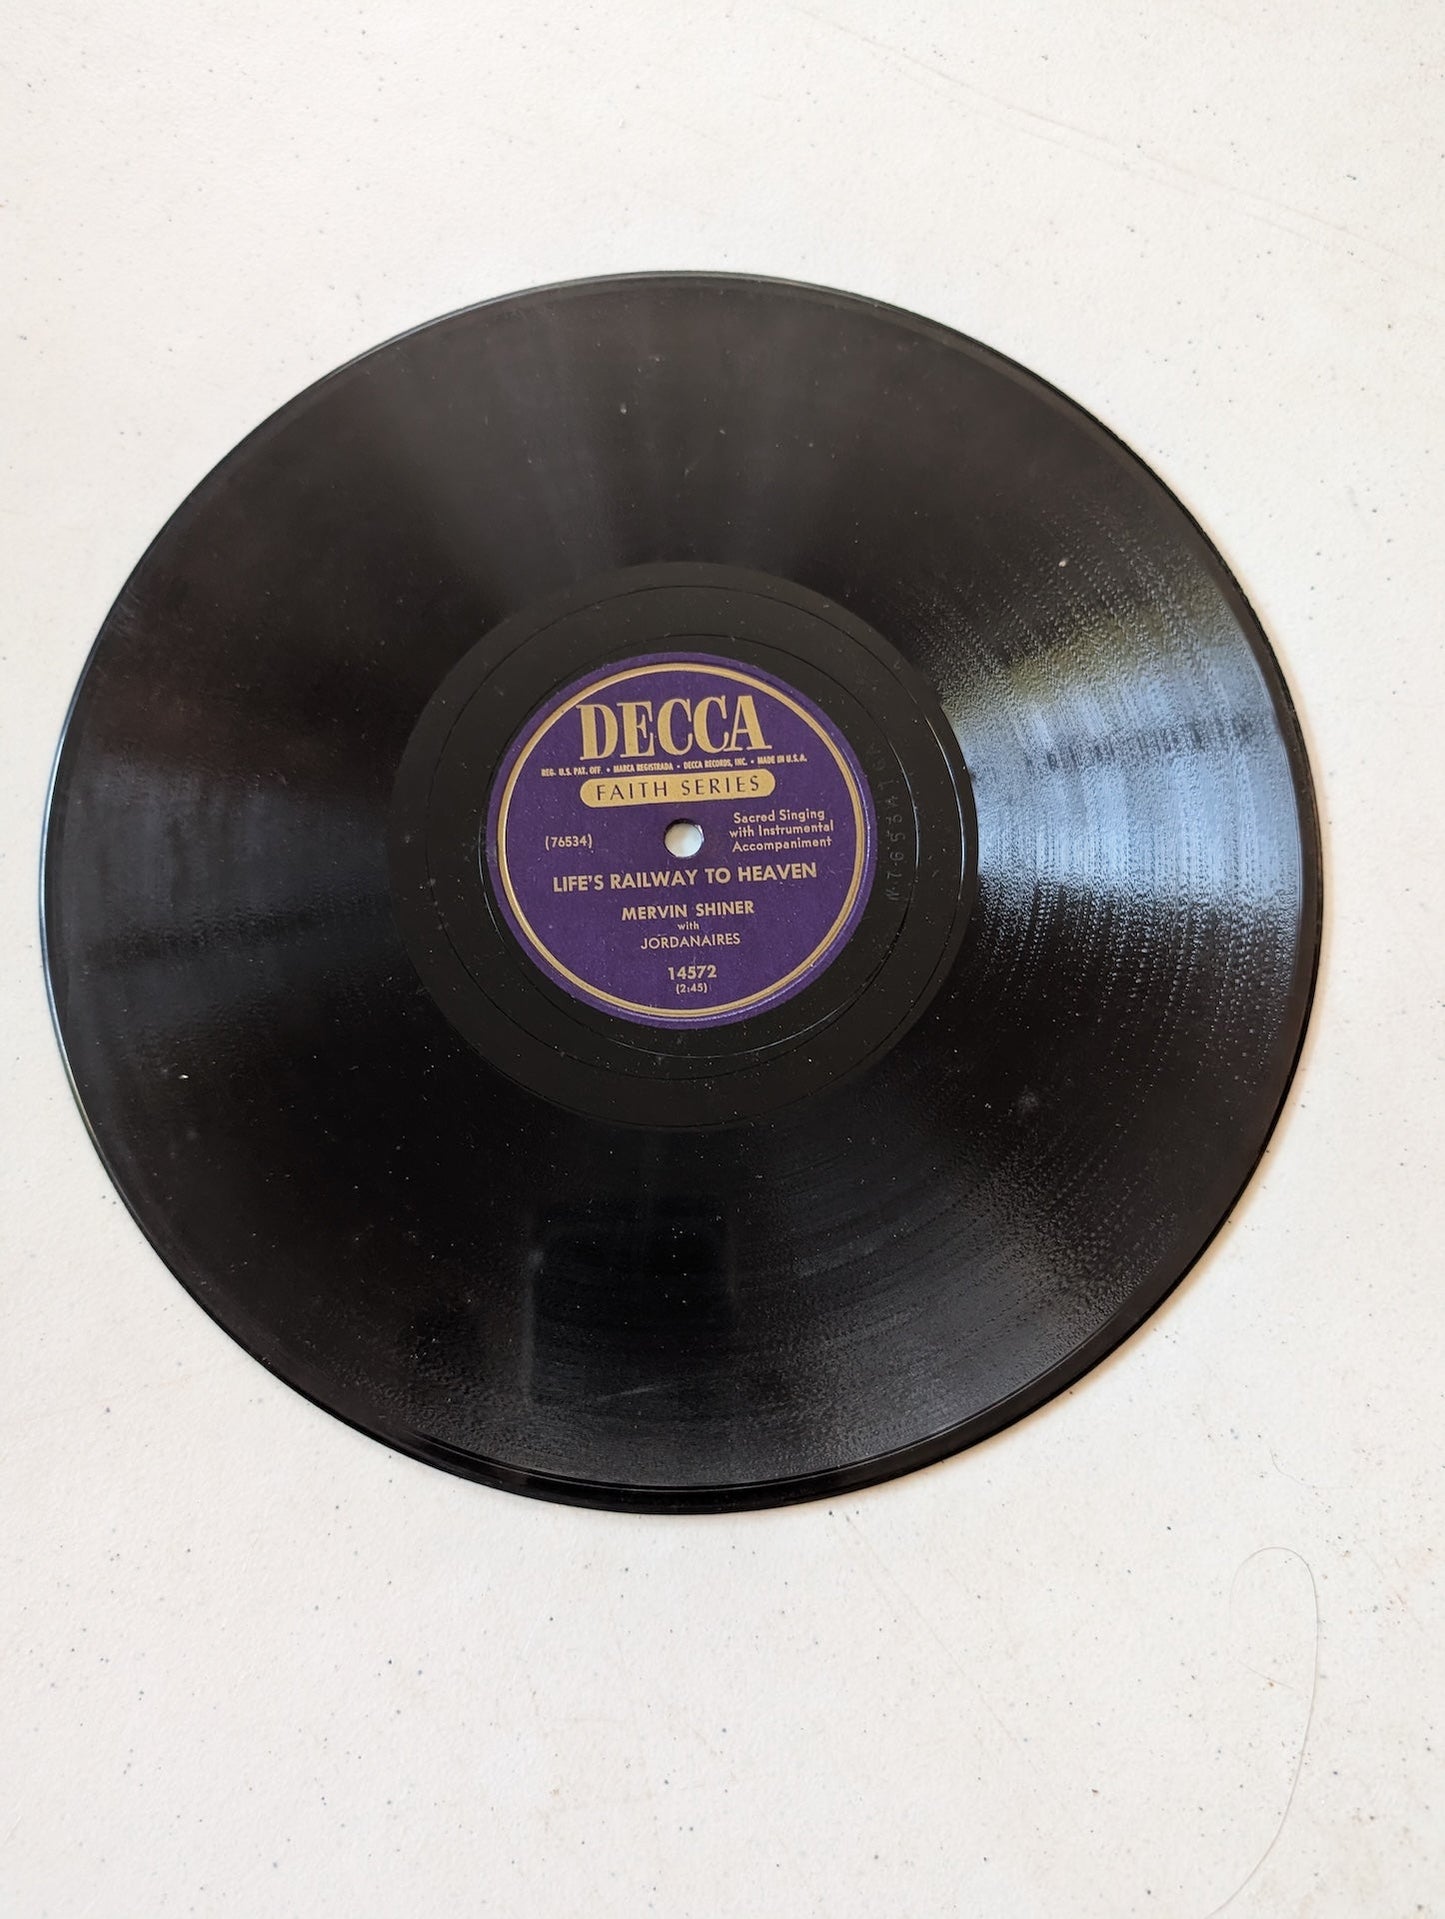 DECCA
REG. U.S. PAT. OFF. • MARCA REGISTRADA • DECCA RECORDS, INC. • MADE IN U.S.A.
FAITH SERIES
(76534)
Sacred Singing
with Instrumental
Accompaniment
LIFE'S RAILWAY TO HEAVEN
MERVIN SHINER
with
JORDANAIRES
14572
(2:45)